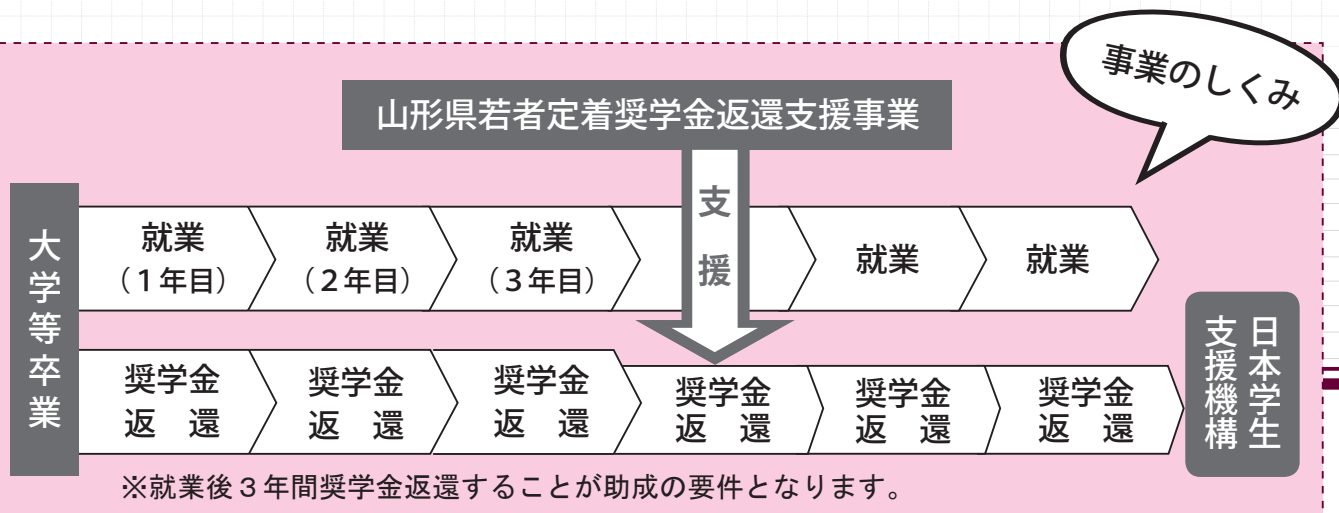 事業のしくみ
山形県若者定着奨学金返還支援事業
支援
大学等卒業
就業
（１年目）
就業
（２年目）
就業
（３年目）
就業
就業
奨学金
返　還
奨学金
返　還
奨学金
返　還
奨学金
返　還
奨学金
返　還
奨学金
返　還
日本学生
支援機構
※就業後３年間奨学金返還することが助成の要件となります。